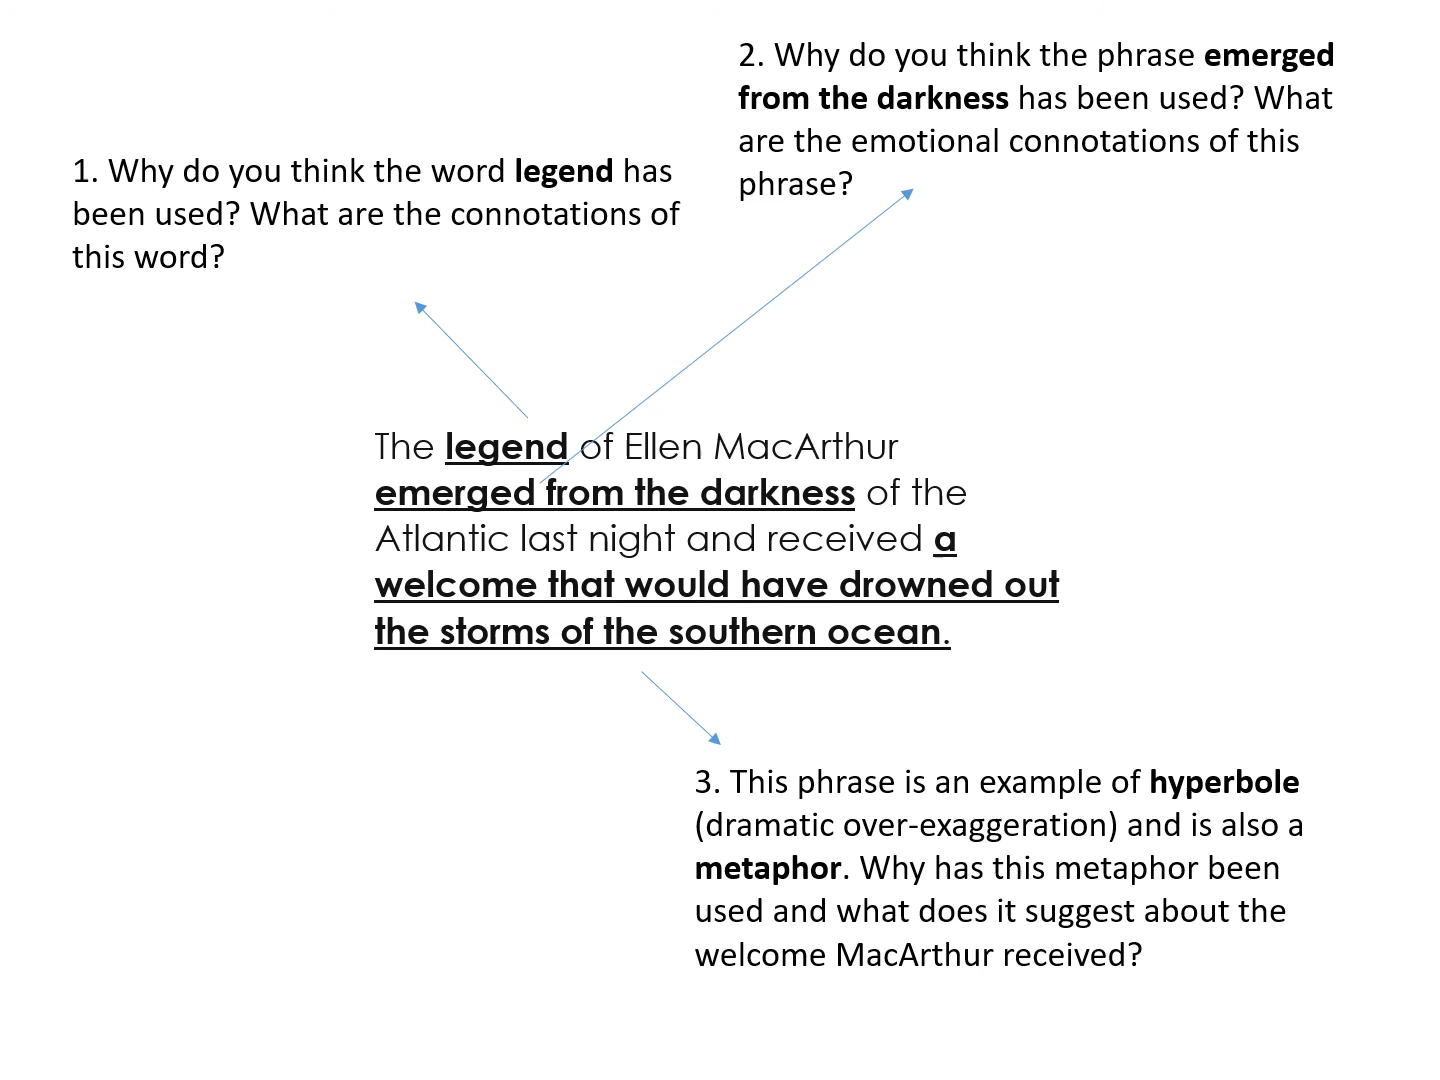 1. Why do you think the word legend has
been used? What are the connotations of
this word?
2. Why do you think the phrase emerged
from the darkness has been used? What
are the emotional connotations of this
phrase?
The legend of Ellen MacArthur
emerged from the darkness of the
Atlantic last night and received a
welcome that would have drowned out
the storms of the southern ocean.
3. This phrase is an example of hyperbole
(dramatic over-exaggeration) and is also a
metaphor. Why has this metaphor been
used and what does it suggest about the
welcome MacArthur received?